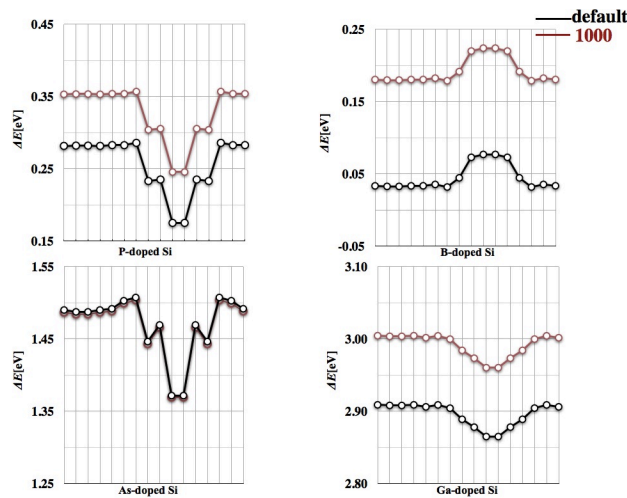 default
1000
0.45
0.35
0.25
0.15
ΔE[eV]
P-doped Si
0.25
0.15
0.05
-0.05
ΔE[eV]
B-doped Si
1.55
1.45
1.35
1.25
ΔE[eV]
As-doped Si
3.10
3.00
2.90
2.80
ΔE[eV]
Ga-doped Si